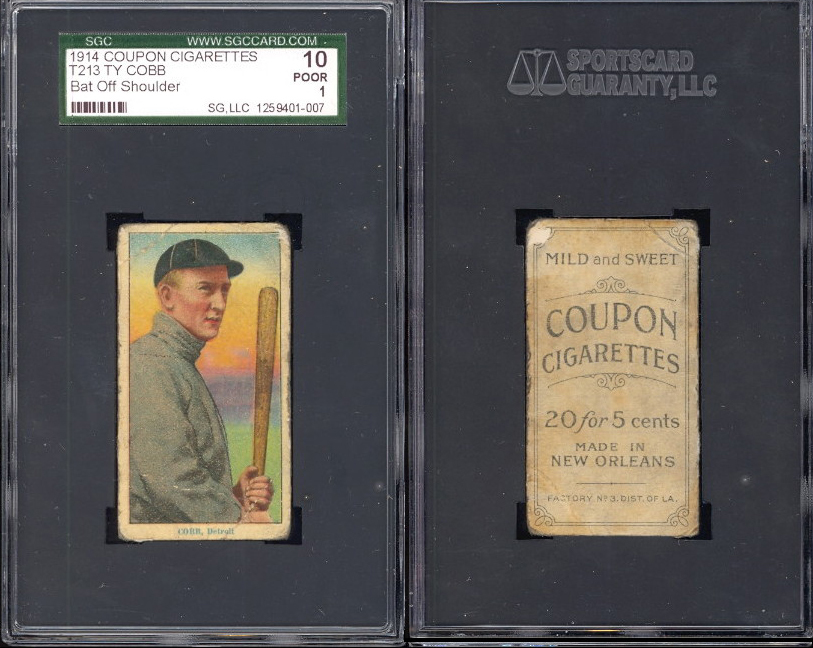 SGC WWW.SGCCARD.COM
1914 COUPON CIGARETTES 10
T213 TY COBB POOR
Bat Off Shoulder 1
SG,LLC 1259401-007
COBB, Detroit
SPORTSCARD
GUARANTY, LLC
MILD and SWEET
COUPON
CIGARETTES
20 for 5 cents
MADE IN
NEW ORLEANS
FACTORY Nº 3. DIST. OF LA.